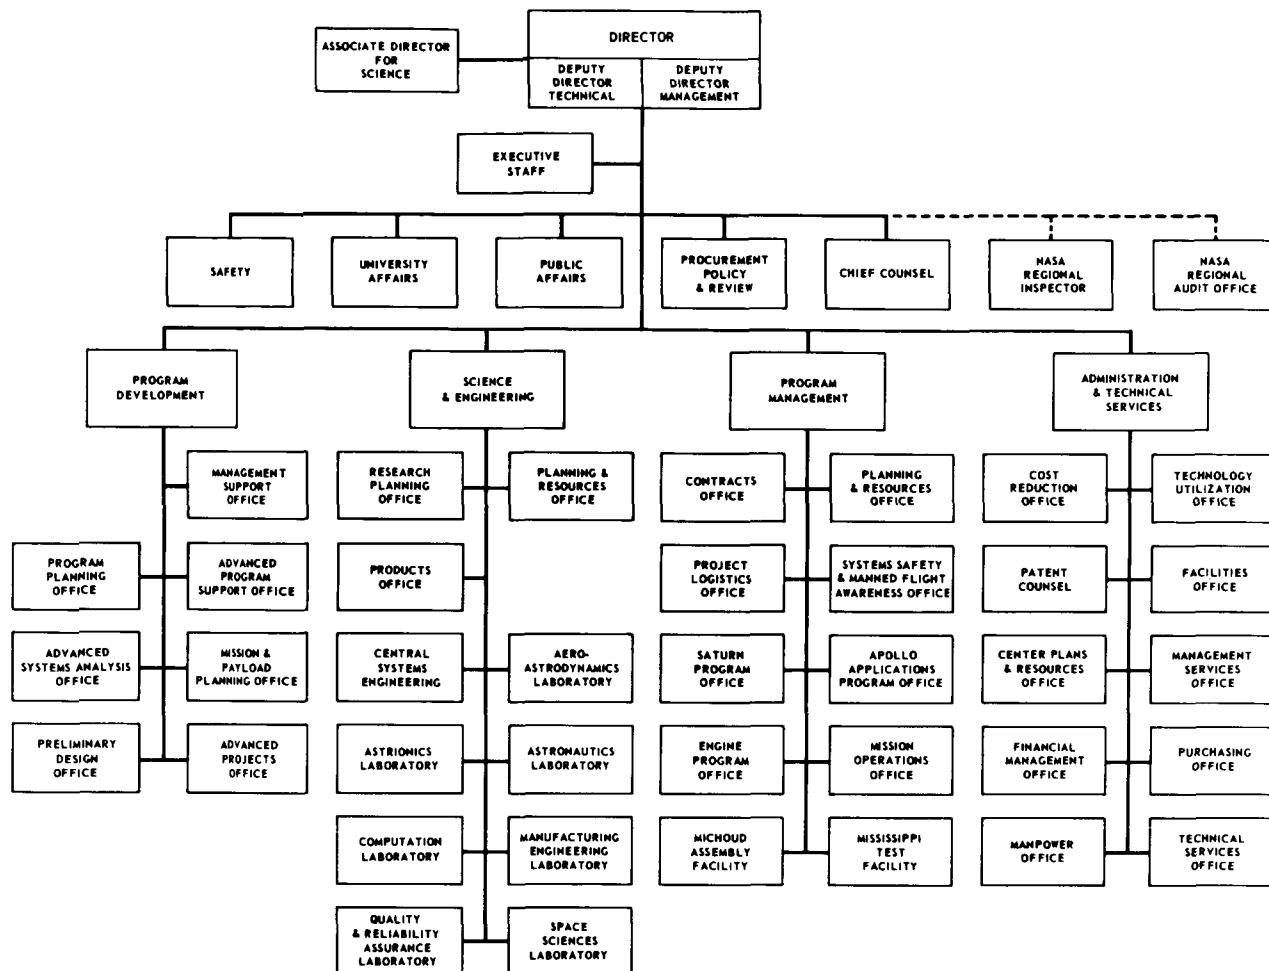 DIRECTOR
ASSOCIATE DIRECTOR
FOR
SCIENCE
DEPUTY
DIRECTOR
TECHNICAL
DEPUTY
DIRECTOR
MANAGEMENT
EXECUTIVE
STAFF
SAFETY
UNIVERSITY
AFFAIRS
PUBLIC
AFFAIRS
PROCUREMENT
POLICY
& REVIEW
CHIEF COUNSEL
NASA
REGIONAL
INSPECTOR
NASA
REGIONAL
AUDIT OFFICE
PROGRAM
DEVELOPMENT
SCIENCE
& ENGINEERING
PROGRAM
MANAGEMENT
ADMINISTRATION
& TECHNICAL
SERVICES
MANAGEMENT
SUPPORT
OFFICE
PROGRAM
PLANNING
OFFICE
ADVANCED
PROGRAM
SUPPORT OFFICE
ADVANCED
SYSTEMS ANALYSIS
OFFICE
MISSION &
PAYLOAD
PLANNING OFFICE
PRELIMINARY
DESIGN
OFFICE
ADVANCED
PROJECTS
OFFICE
RESEARCH
PLANNING
OFFICE
PLANNING &
RESOURCES
OFFICE
PRODUCTS
OFFICE
CENTRAL
SYSTEMS
ENGINEERING
AERO-
ASTRODYNAMICS
LABORATORY
ASTRIONICS
LABORATORY
ASTRONAUTICS
LABORATORY
COMPUTATION
LABORATORY
MANUFACTURING
ENGINEERING
LABORATORY
QUALITY
& RELIABILITY
ASSURANCE
LABORATORY
SPACE
SCIENCES
LABORATORY
CONTRACTS
OFFICE
PLANNING
& RESOURCES
OFFICE
PROJECT
LOGISTICS
OFFICE
SYSTEMS SAFETY
& MANNED FLIGHT
AWARENESS OFFICE
SATURN
PROGRAM
OFFICE
APOLLO
APPLICATIONS
PROGRAM OFFICE
ENGINE
PROGRAM
OFFICE
MISSION
OPERATIONS
OFFICE
MICHOUD
ASSEMBLY
FACILITY
MISSISSIPPI
TEST
FACILITY
COST
REDUCTION
OFFICE
TECHNOLOGY
UTILIZATION
OFFICE
PATENT
COUNSEL
FACILITIES
OFFICE
CENTER PLANS
& RESOURCES
OFFICE
MANAGEMENT
SERVICES
OFFICE
FINANCIAL
MANAGEMENT
OFFICE
PURCHASING
OFFICE
MANPOWER
OFFICE
TECHNICAL
SERVICES
OFFICE